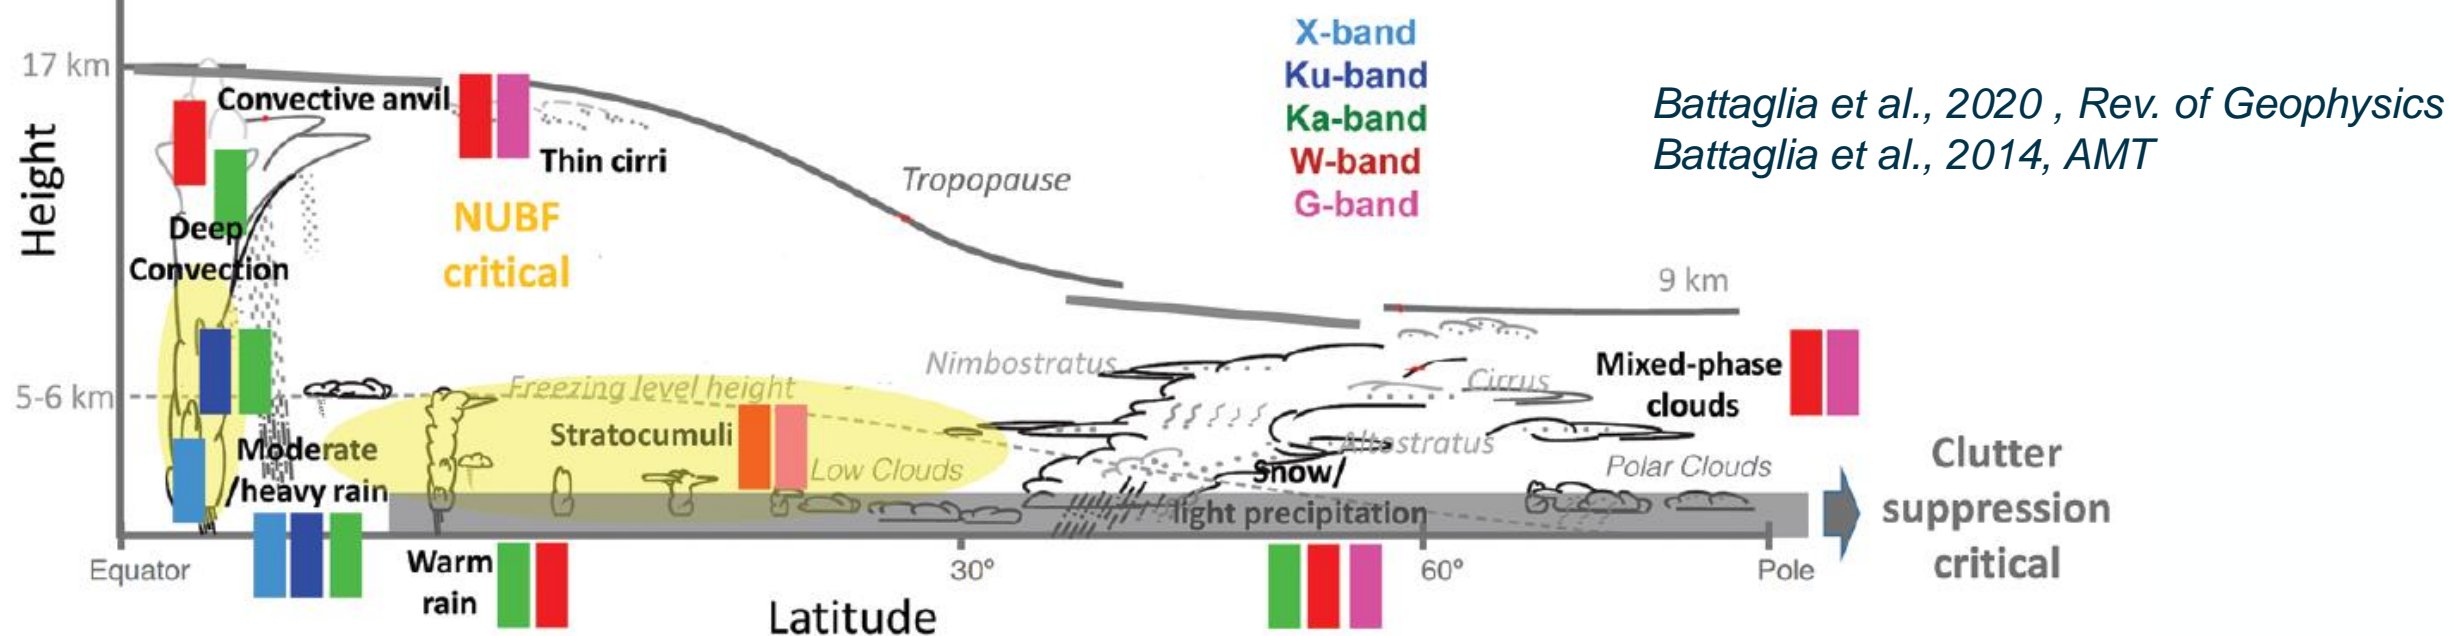 X-band
Ku-band
Ka-band
W-band
G-band
Battaglia et al., 2020 , Rev. of Geophysics
Battaglia et al., 2014, AMT
17 km
Height
5-6 km
Convective anvil
Thin cirri
Deep
Convection
NUBF
critical
Tropopause
9 km
Nimbostratus
Freezing level height
Cirrus
Mixed-phase
clouds
Stratocumuli
Low Clouds
Altostratus
Snow/
light precipitation
Polar Clouds
Moderate
/heavy rain
Clutter
suppression
critical
Warm
rain
Equator
30º
60º
Pole
Latitude